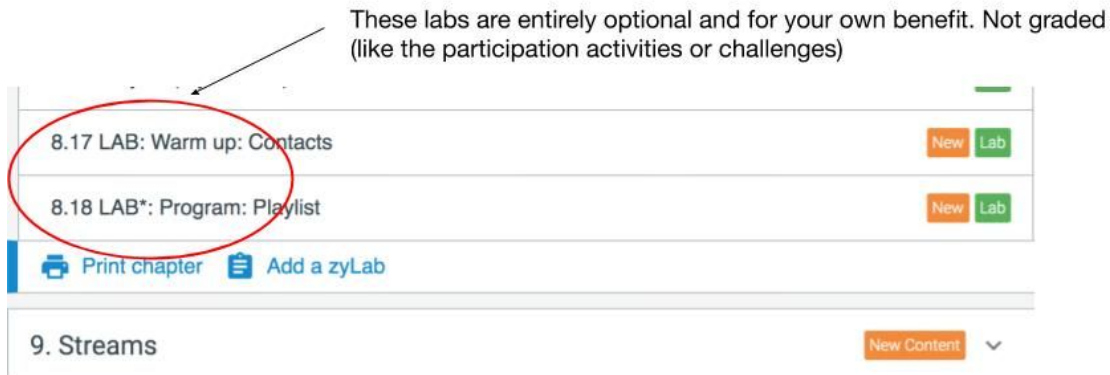 These labs are entirely optional and for your own benefit. Not graded
(like the participation activities or challenges)
8.17 LAB: Warm up: Contacts New Lab
8.18 LAB*: Program: Playlist New Lab
Print chapter Add a zyLab
9. Streams New Content